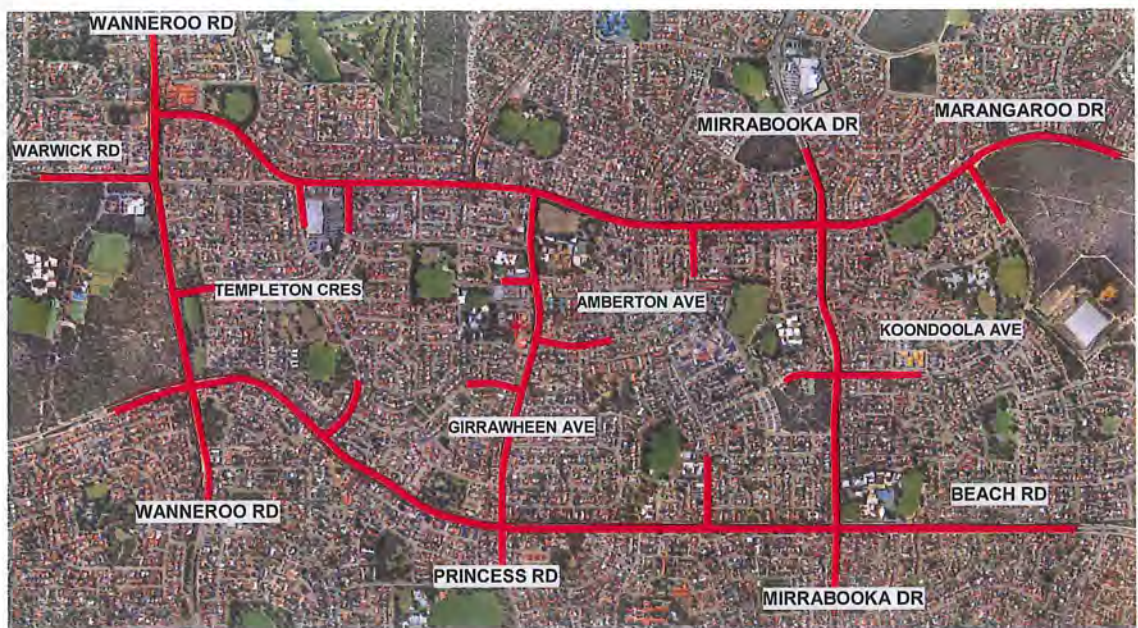 WANNEROO RD
MIRRABOOKA DR
MARANGAROO DR
WARWICK RD
TEMPLETON CRES
AMBERTON AVE
KOONDOOLA AVE
GIRRAWHEEN AVE
WANNEROO RD
BEACH RD
PRINCESS RD
MIRRABOOKA DR